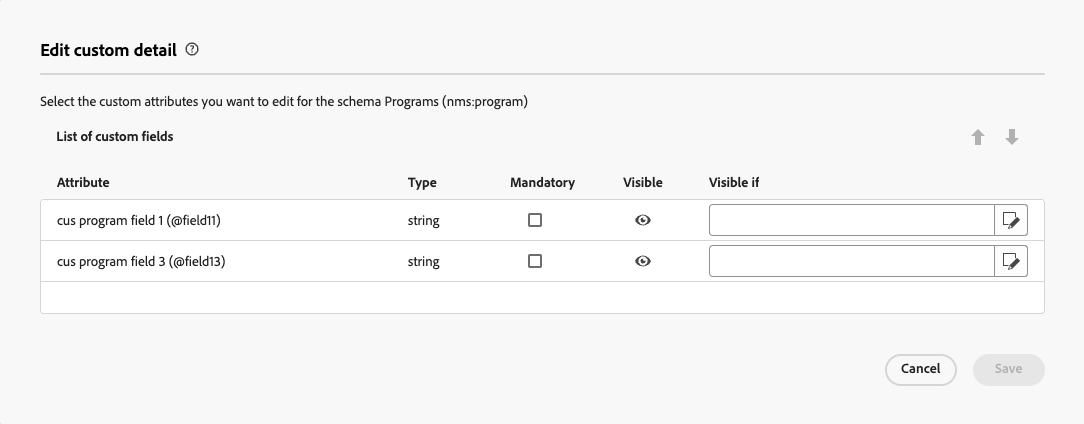 Edit custom detail
Select the custom attributes you want to edit for the schema Programs (nms:program)
List of custom fields
Attribute Type Mandatory Visible Visible if
cus program field 1 (@field11) string
cus program field 3 (@field13) string
Cancel Save